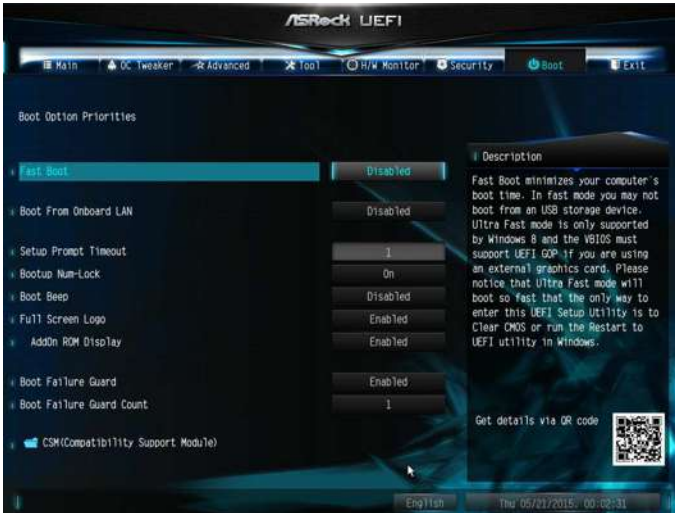 ASRock UEFI
Main OC Tweaker Advanced Tool H/W Monitor Security Boot Exit
Boot Option Priorities
Fast Boot Disabled
Boot From Onboard LAN Disabled
Setup Prompt Timeout 1
Bootup Num-Lock On
Boot Beep Disabled
Full Screen Logo Enabled
AddOn ROM Display Enabled
Boot Failure Guard Enabled
Boot Failure Guard Count 1
CSM(Compatibility Support Module)
Description
Fast Boot minimizes your computer's
boot time. In fast mode you may not
boot from an USB storage device.
Ultra Fast mode is only supported
by Windows 8 and the VBIOS must
support UEFI GOP if you are using
an external graphics card. Please
notice that Ultra Fast mode will
boot so fast that the only way to
enter this UEFI Setup Utility is to
Clear CMOS or run the Restart to
UEFI utility in Windows.
Get details via QR code
English Thu 05/21/2015. 00:02:31